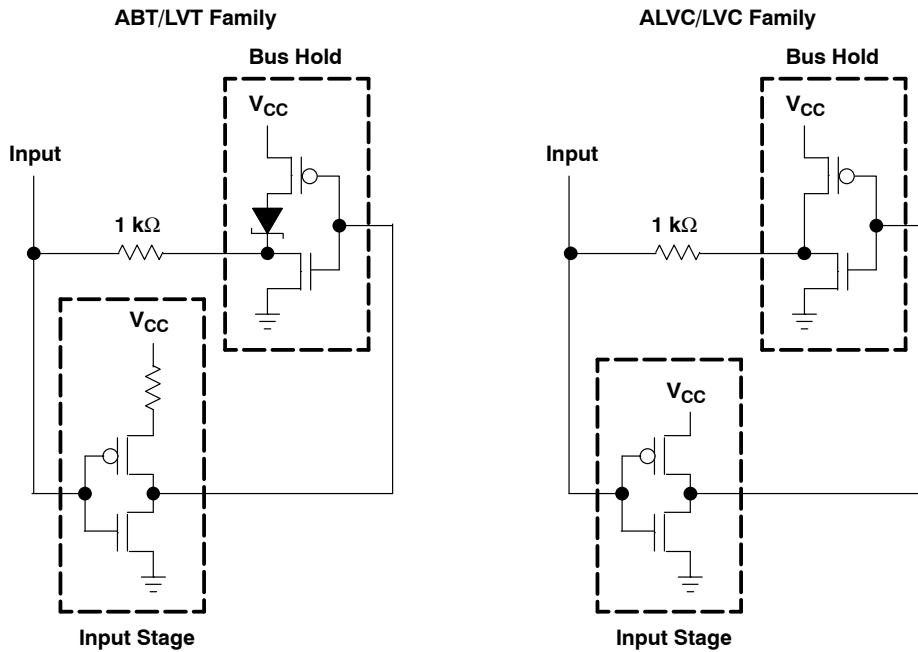 ABT/LVT Family
Bus Hold
VCC
Input
1 kΩ
VCC
Input Stage
ALVC/LVC Family
Bus Hold
VCC
Input
1 kΩ
VCC
Input Stage